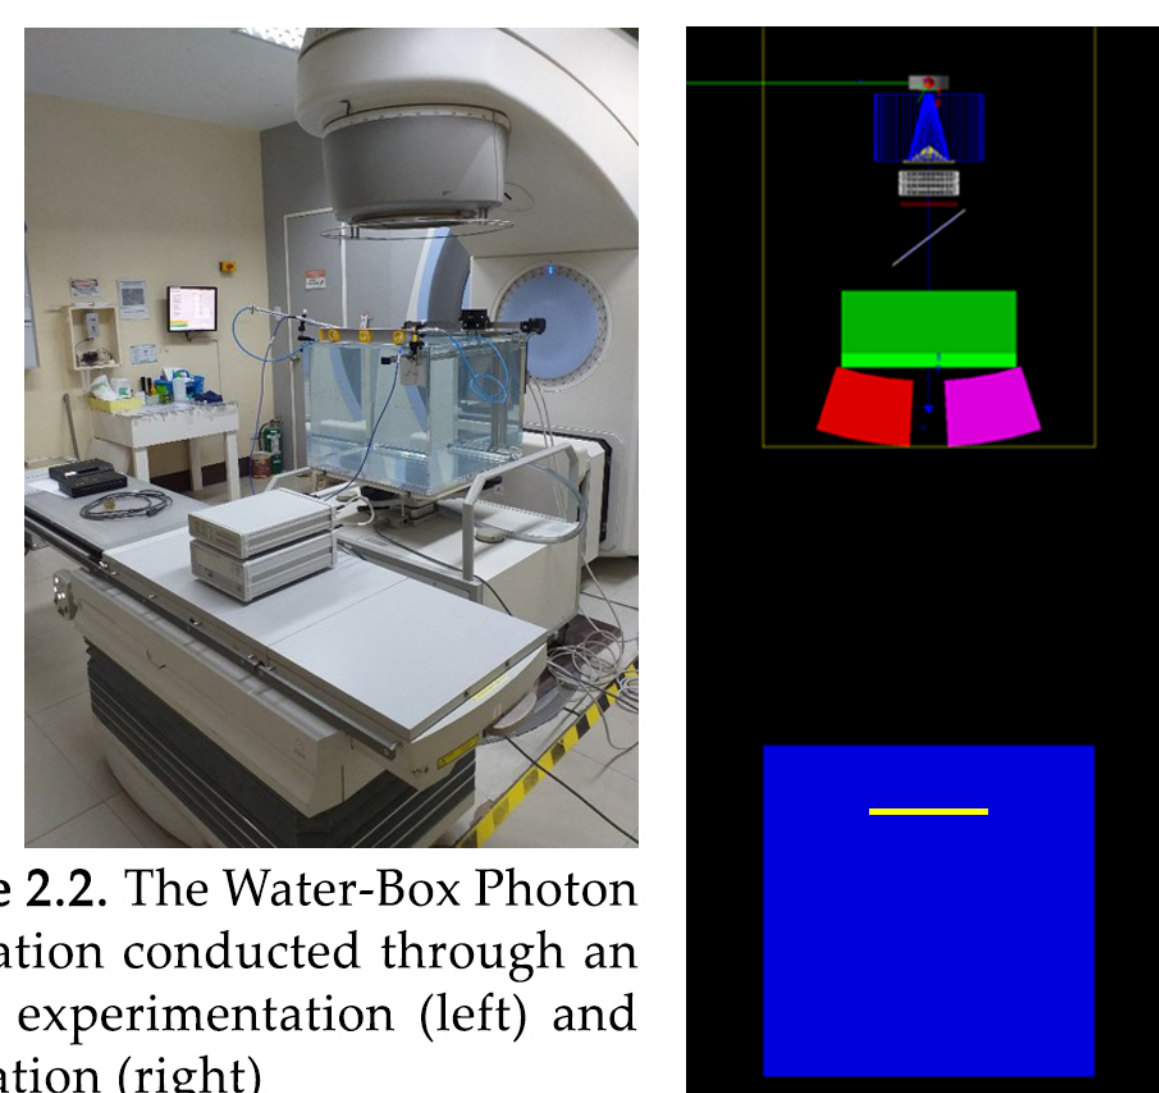 e 2.2. The Water-Box Photon
ation conducted through an
experimentation (left) and
ation (right)